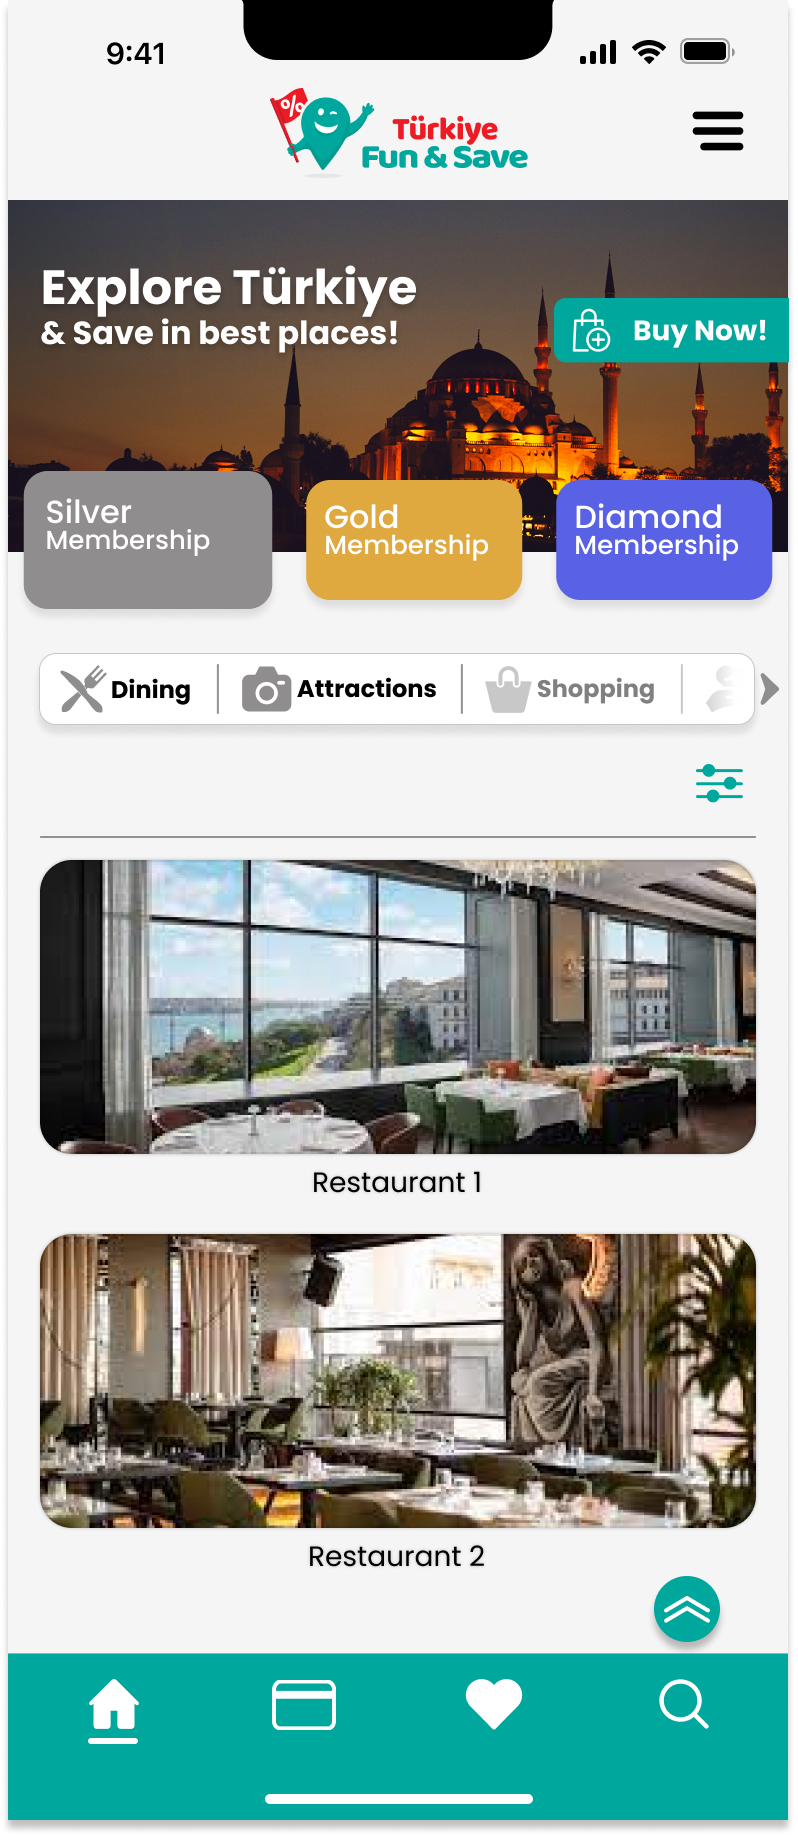 9:41
%
Türkiye
Fun & Save
Explore Türkiye
& Save in best places!
Buy Now!
Silver
Membership
Gold
Membership
Diamond
Membership
Dining
Attractions
Shopping
Restaurant 1
Restaurant 2